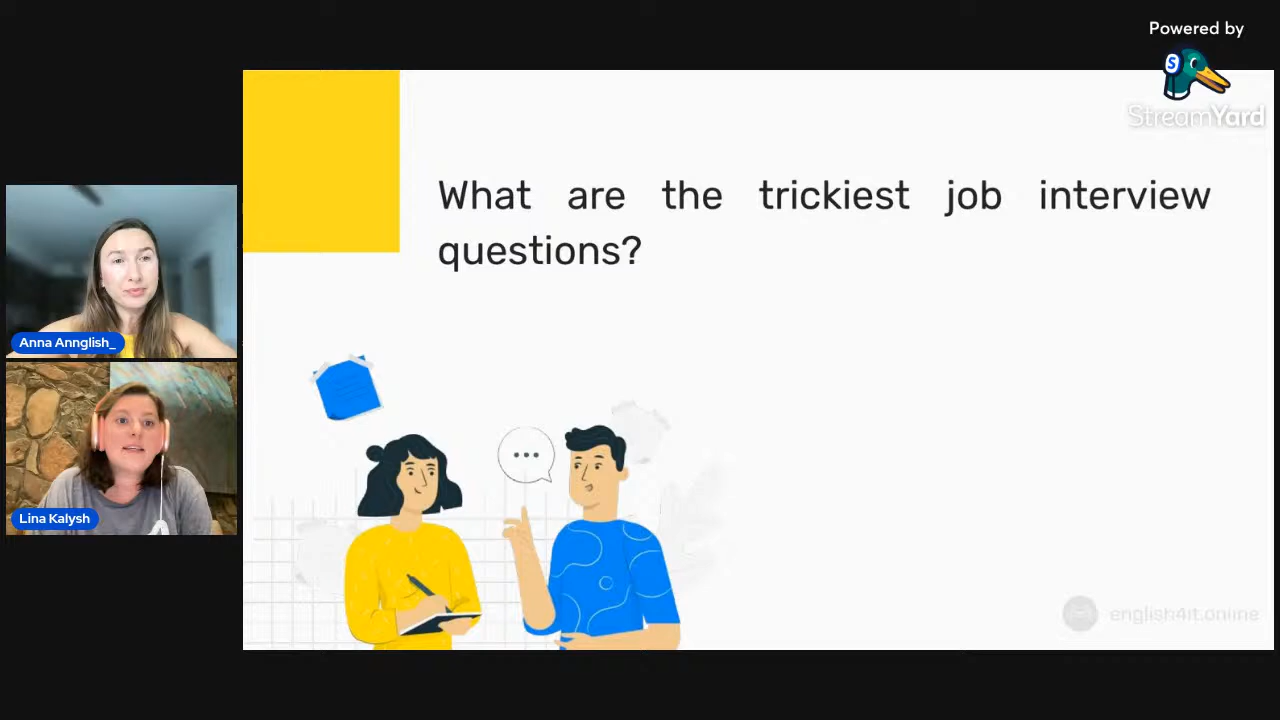 Powered by
S
StreamYard
What are the trickiest job interview
questions?
Anna Annglish_
Lina Kalysh
english4it.online